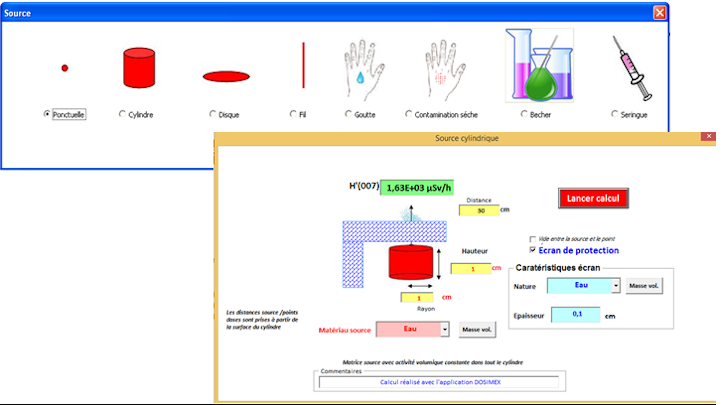 Source
Ponctuelle
Cylindre
Disque
Fil
Goutte
Contamination sèche
Becher
Seringue
Source cylindrique
H'(007) 1,63E+03 µSv/h
Distance
30 cm
Lancer calcul
Vide entre la source et le point
Ecran de protection
Hauteur
1 cm
Caratéristiques écran
Nature Eau Masse vol.
1 cm
Rayon
Epaisseur 0,1 cm
Les distances source /points
doses sont prises à partir de
la surface du cylindre
Matériau source Eau Masse vol.
Matrice source avec activité volumique constante dans tout le cylindre
Commentaires
Calcul réalisé avec l'application DOSIMEX